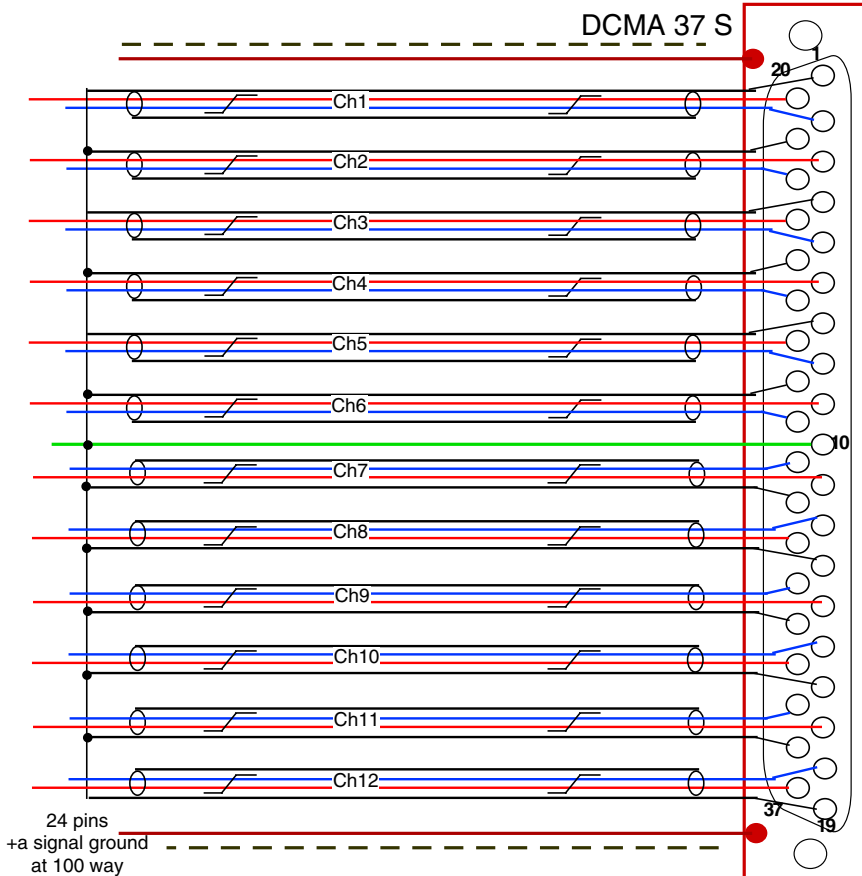 DCMA 37 S
1
20
Ch1
Ch2
Ch3
Ch4
Ch5
Ch6
10
Ch7
Ch8
Ch9
Ch10
Ch11
Ch12
37
19
24 pins
+a signal ground
at 100 way